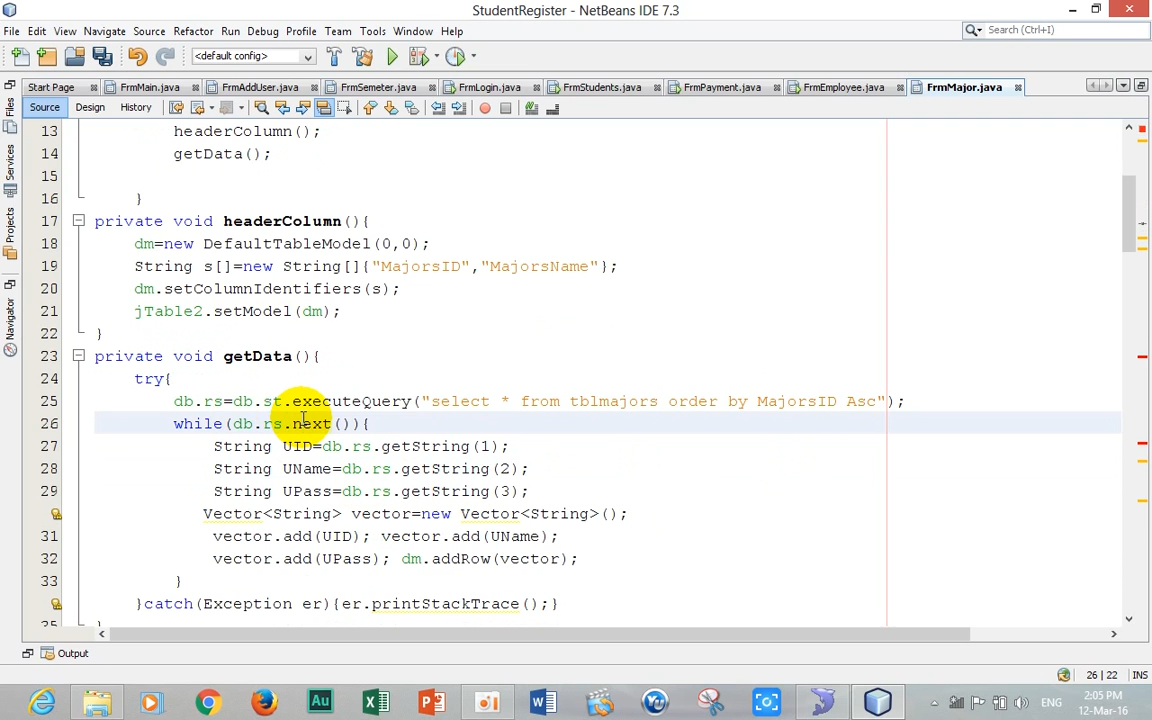 StudentRegister - NetBeans IDE 7.3
File Edit View Navigate Source Refactor Run Debug Profile Team Tools Window Help
Search (Ctrl+I)
<default config>
Start Page FrmMain.java FrmAddUser.java FrmSemeter.java FrmLogin.java FrmStudents.java FrmPayment.java FrmEmployee.java FrmMajor.java
Source Design History
Files
Services
Projects
Navigator
13 headerColumn();
14 getData();
15
16 }
17 private void headerColumn(){
18 dm=new DefaultTableModel(0,0);
19 String s[]=new String[]{"MajorsID","MajorsName"};
20 dm.setColumnIdentifiers(s);
21 jTable2.setModel(dm);
22 }
23 private void getData(){
24 try{
25 db.rs=db.st.executeQuery("select * from tblmajors order by MajorsID Asc");
26 while(db.rs.next()){
27 String UID=db.rs.getString(1);
28 String UName=db.rs.getString(2);
29 String UPass=db.rs.getString(3);
Vector<String> vector=new Vector<String>();
31 vector.add(UID); vector.add(UName);
32 vector.add(UPass); dm.addRow(vector);
33 }
}catch(Exception er){er.printStackTrace();}
35 }
Output
26 | 22 INS
ENG
2:05 PM
12-Mar-16